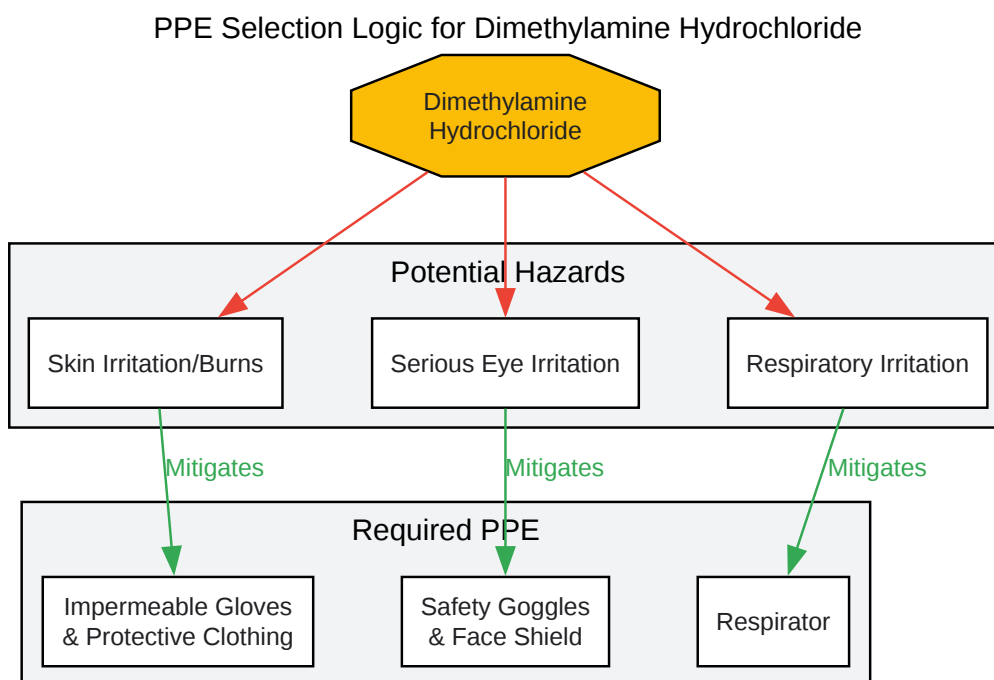 PPE Selection Logic for Dimethylamine Hydrochloride
Dimethylamine
Hydrochloride
Potential Hazards
Skin Irritation/Burns
Serious Eye Irritation
Respiratory Irritation
Mitigates
Mitigates
Mitigates
Required PPE
Impermeable Gloves
& Protective Clothing
Safety Goggles
& Face Shield
Respirator